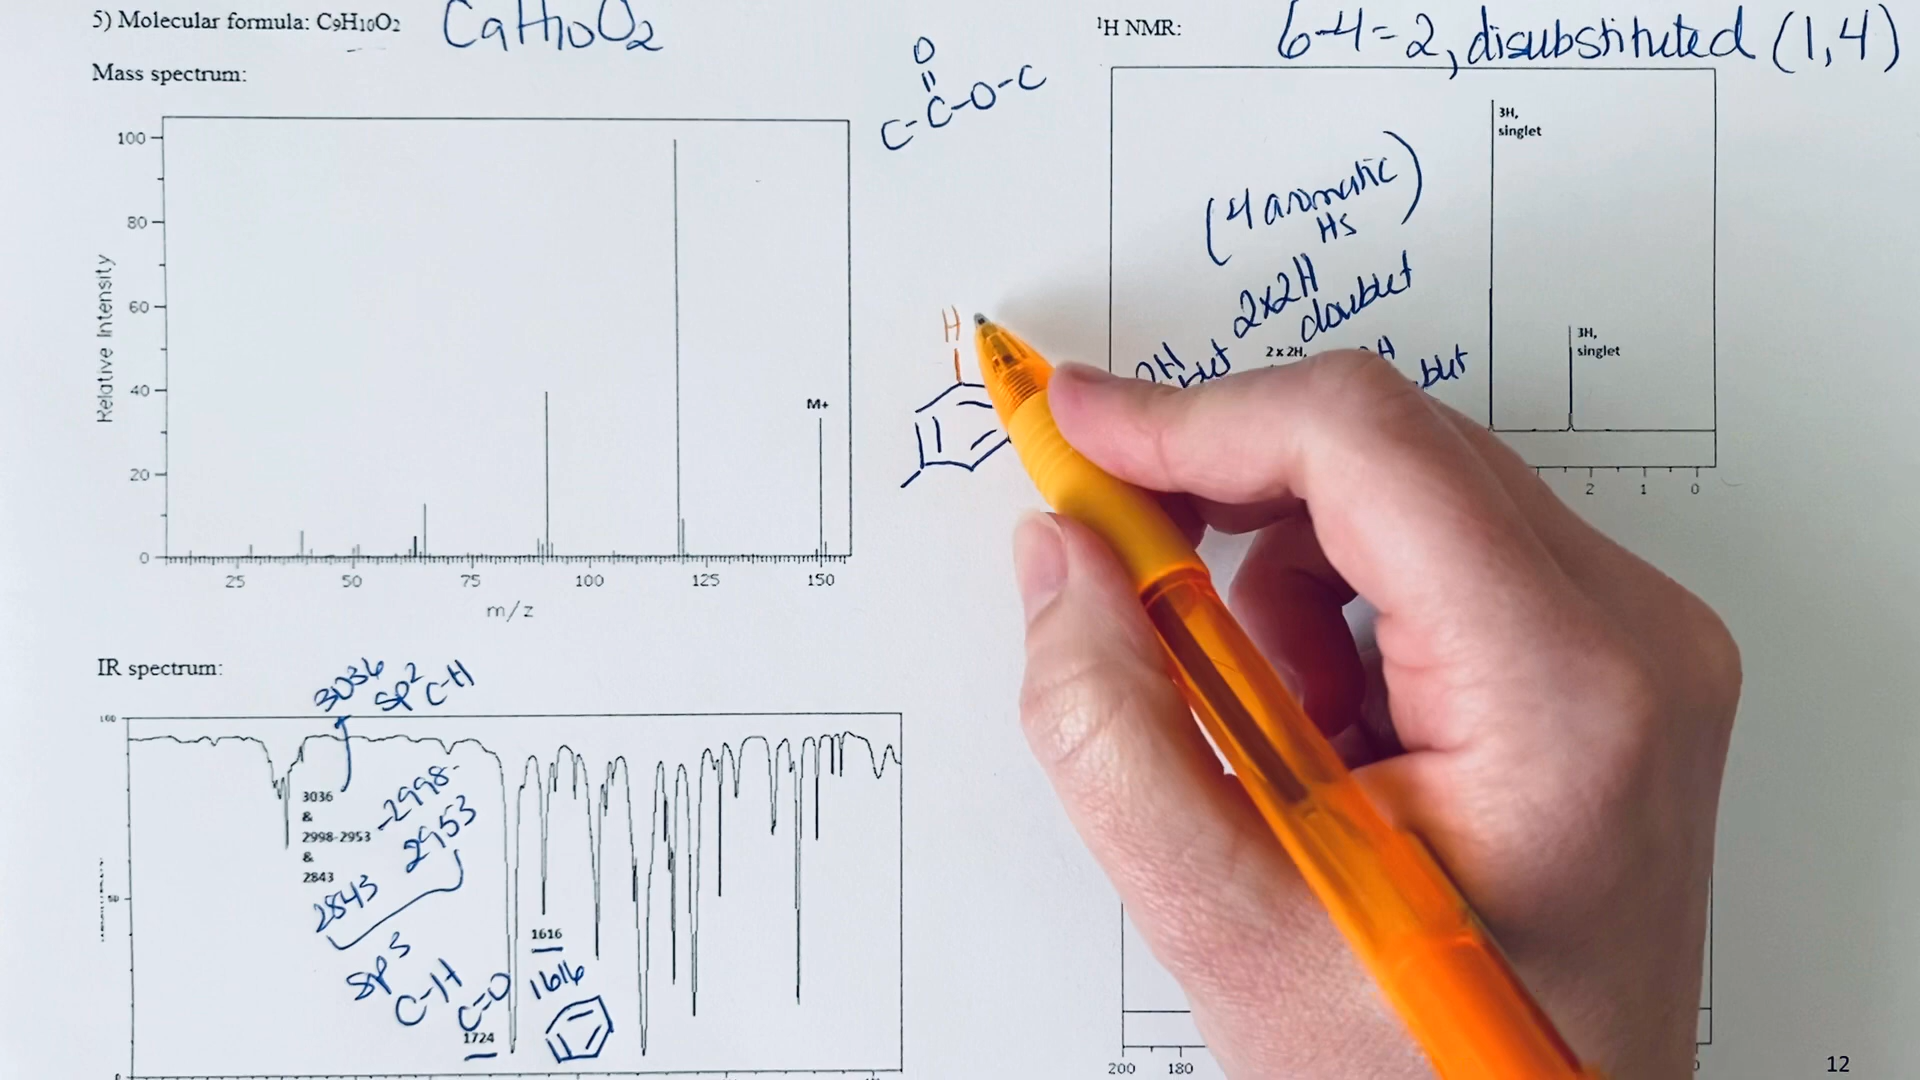 5) Molecular formula: C9H10O2
C9H10O2
Mass spectrum:
100
80
60
40
20
0
Relative Intensity
M+
25 50 75 100 125 150
m/z
O
C-C-O-C
H
1H NMR:
6-4=2, disubstituted (1,4)
3H,
singlet
(4 aromatic)
Hs
2x2H
doublet
2 x 2H,
3H,
singlet
2 1 0
IR spectrum:
3036
sp2 C-H
100
3036
&
2998-2953
&
2843
-2998-
2953
2843
sp3
C-H
50
C=O
1724
1616
1616
0
200 180
12